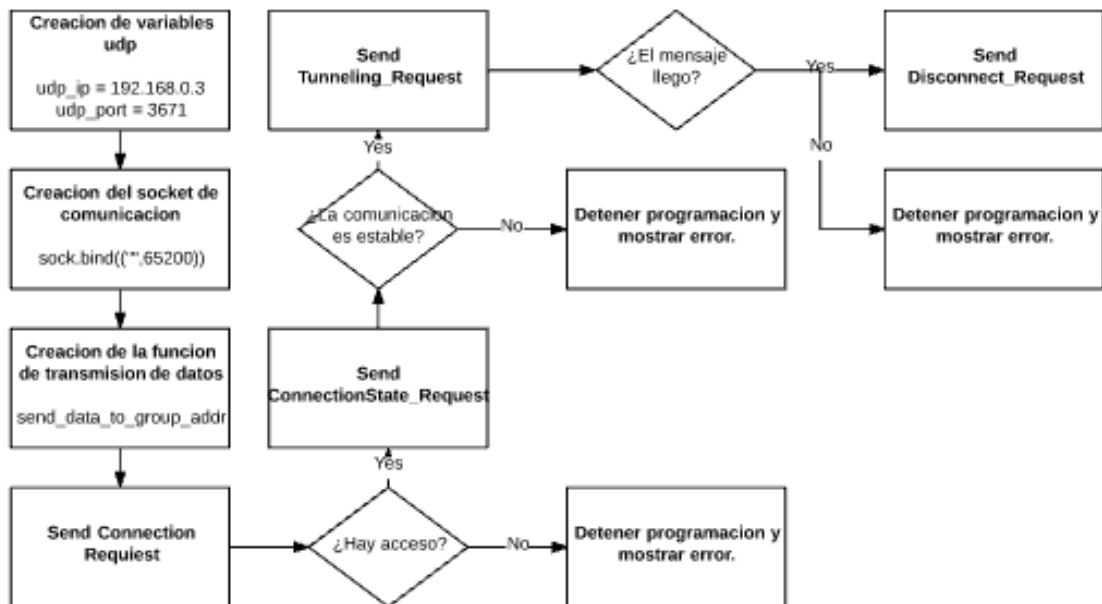 Creacion de variables
udp
udp_ip = 192.168.0.3
udp_port = 3671
Creacion del socket de
comunicacion
sock.bind(("",65200))
Creacion de la funcion
de transmision de datos
send_data_to_group_addr
Send Connection
Requiest
¿Hay acceso?
No
Detener programacion y
mostrar error.
Yes
Send
ConnectionState_Request
¿La comunicacion
es estable?
No
Detener programacion y
mostrar error.
Yes
Send
Tunneling_Request
¿El mensaje
llego?
Yes
Send
Disconnect_Request
No
Detener programacion y
mostrar error.